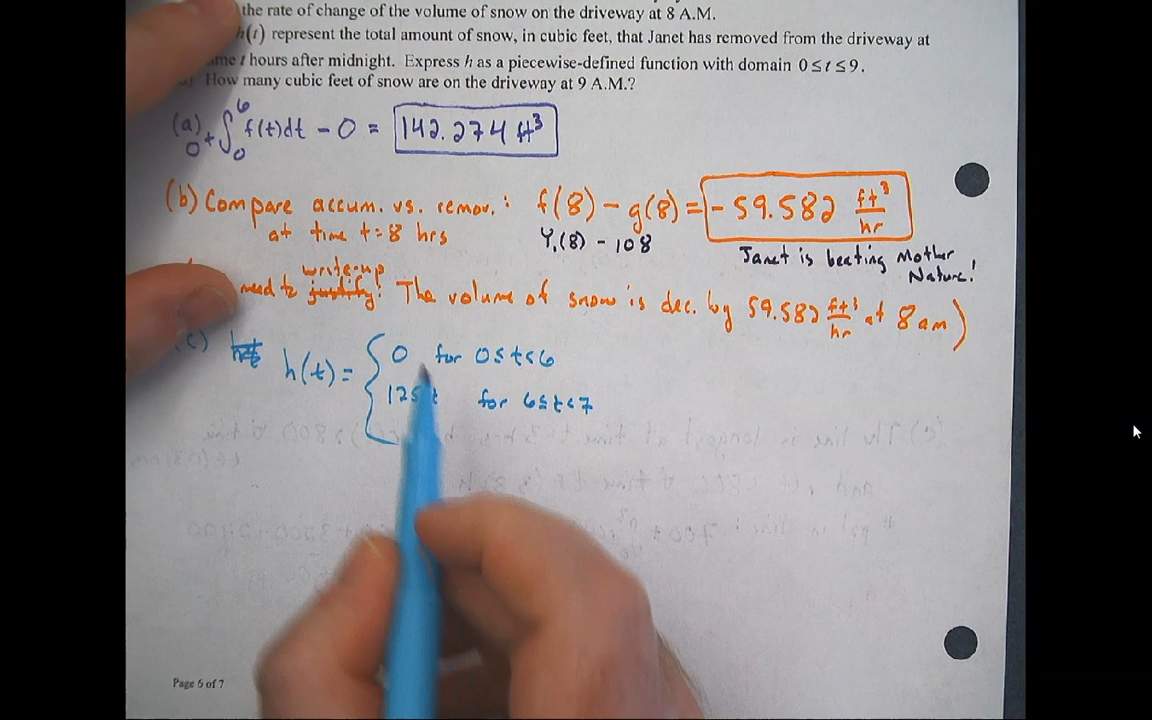 the rate of change of the volume of snow on the driveway at 8 A.M.
h(t) represent the total amount of snow, in cubic feet, that Janet has removed from the driveway at
t hours after midnight. Express h as a piecewise-defined function with domain 0 ≤ t ≤ 9.
How many cubic feet of snow are on the driveway at 9 A.M.?
(a) 0 + ∫₀⁶ f(t)dt - 0 = 142.274 ft³
(b) Compare accum. vs. remov.: f(8) - g(8) = -59.582 ft³/hr
at time t=8 hrs Y₁(8) - 108
Janet is beating Mother
Nature!
write-up
need to justify! The volume of snow is dec. by 59.582 ft³/hr at 8am)
c) h(t) = { 0 for 0≤t<6
125 t for 6≤t<7
Page 6 of 7